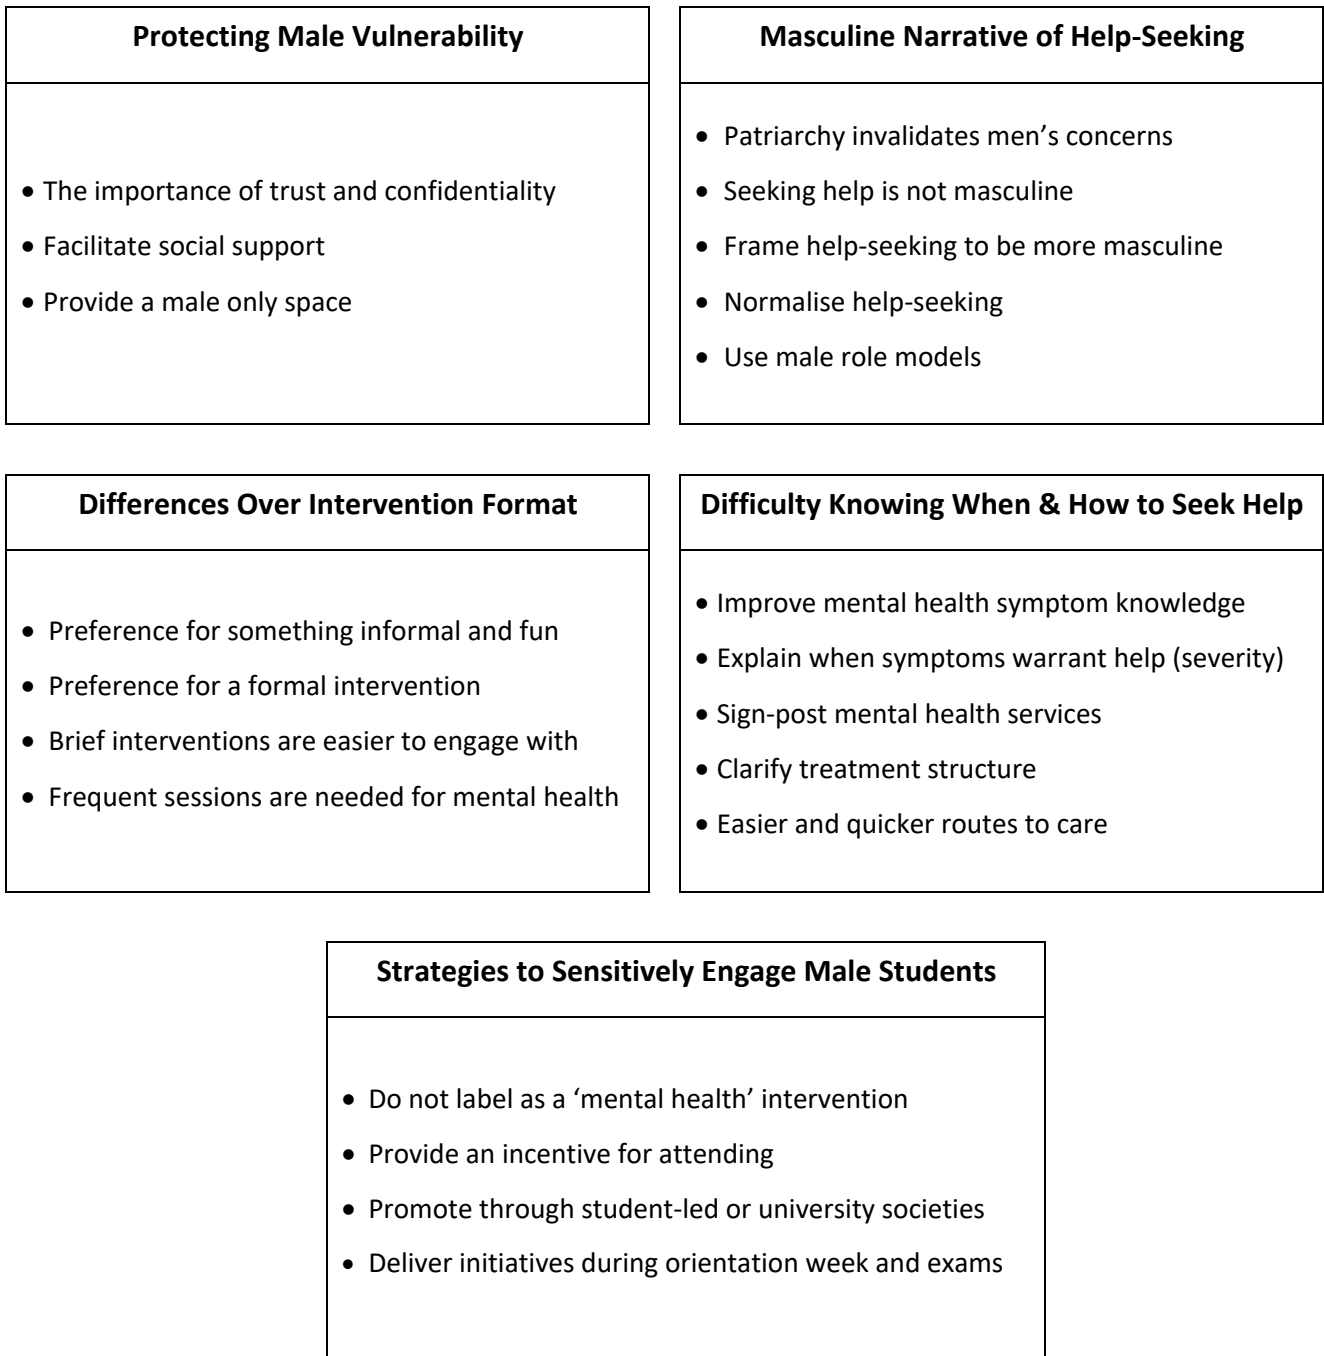 Protecting Male Vulnerability
• The importance of trust and confidentiality
• Facilitate social support
• Provide a male only space
Masculine Narrative of Help-Seeking
• Patriarchy invalidates men’s concerns
• Seeking help is not masculine
• Frame help-seeking to be more masculine
• Normalise help-seeking
• Use male role models
Differences Over Intervention Format
• Preference for something informal and fun
• Preference for a formal intervention
• Brief interventions are easier to engage with
• Frequent sessions are needed for mental health
Difficulty Knowing When & How to Seek Help
• Improve mental health symptom knowledge
• Explain when symptoms warrant help (severity)
• Sign-post mental health services
• Clarify treatment structure
• Easier and quicker routes to care
Strategies to Sensitively Engage Male Students
• Do not label as a ‘mental health’ intervention
• Provide an incentive for attending
• Promote through student-led or university societies
• Deliver initiatives during orientation week and exams